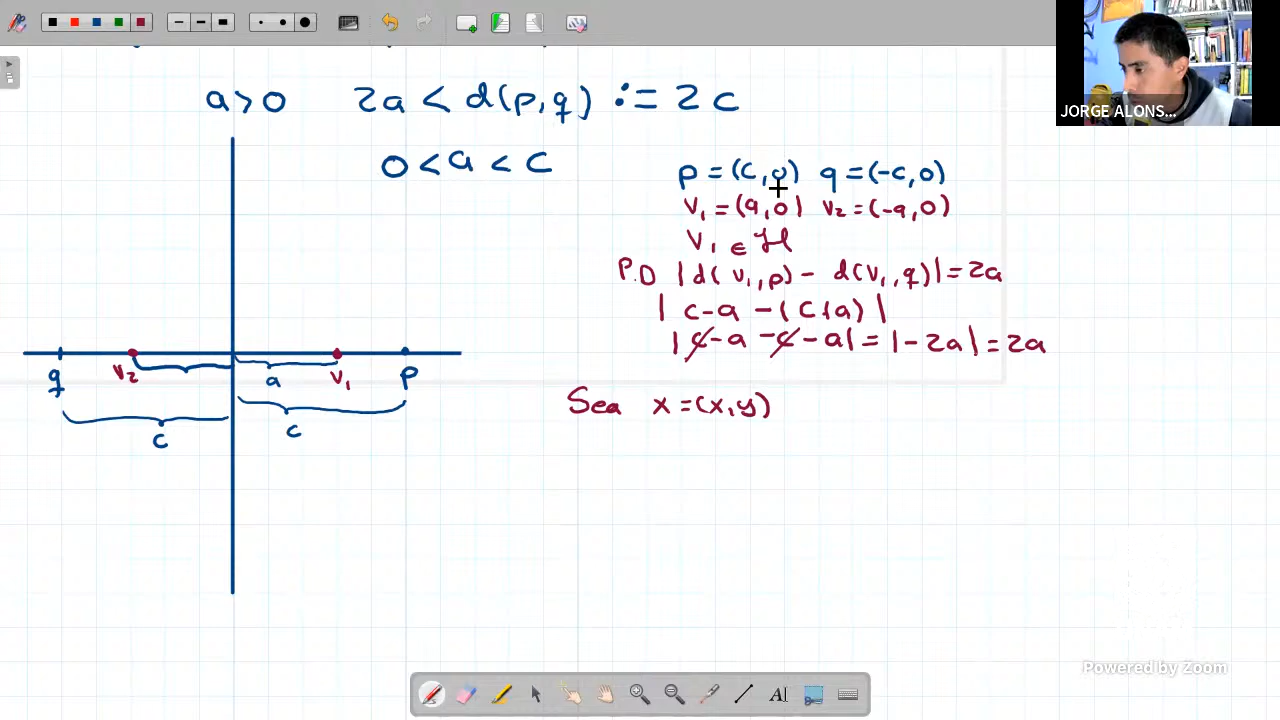 a>0 2a < d(p,q) := 2c
0 < a < c
JORGE ALONS...
p = (c,0) q = (-c,0)
V₁ = (a,0) V₂ = (-a,0)
V₁ ∈ ℋ
P.D |d(V₁,p) - d(V₁,q)| = 2a
|c-a-(c+a)|
|c-a-c-a| = |-2a| = 2a
q V₂ a V₁ p
c c
Sea x = (x,y)
Powered by Zoom
AI